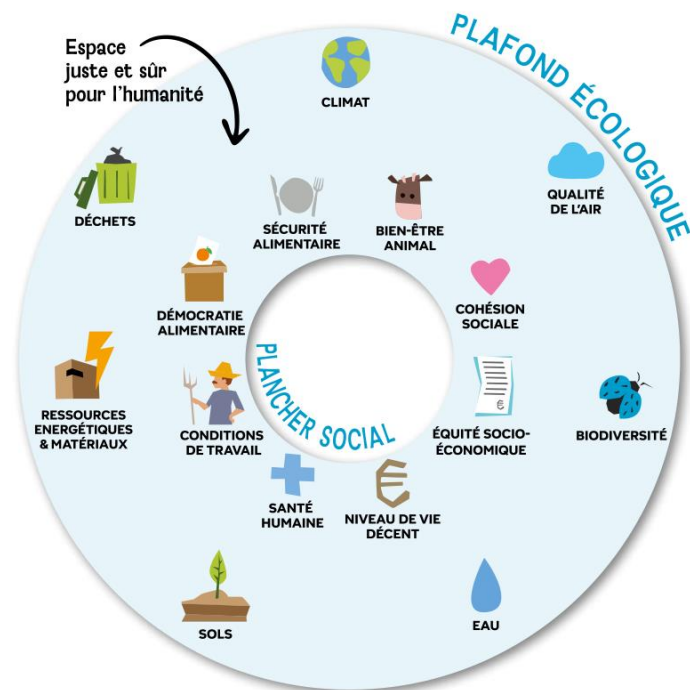 Espace
juste et sûr
pour l'humanité
PLAFOND ÉCOLOGIQUE
CLIMAT
QUALITÉ
DE L'AIR
DÉCHETS
SÉCURITÉ
ALIMENTAIRE
BIEN-ÊTRE
ANIMAL
DÉMOCRATIE
ALIMENTAIRE
COHÉSION
SOCIALE
PLANCHER SOCIAL
RESSOURCES
ENERGÉTIQUES
& MATÉRIAUX
CONDITIONS
DE TRAVAIL
€
ÉQUITÉ SOCIO-
ÉCONOMIQUE
BIODIVERSITÉ
SANTÉ
HUMAINE
€
NIVEAU DE VIE
DÉCENT
SOLS
EAU